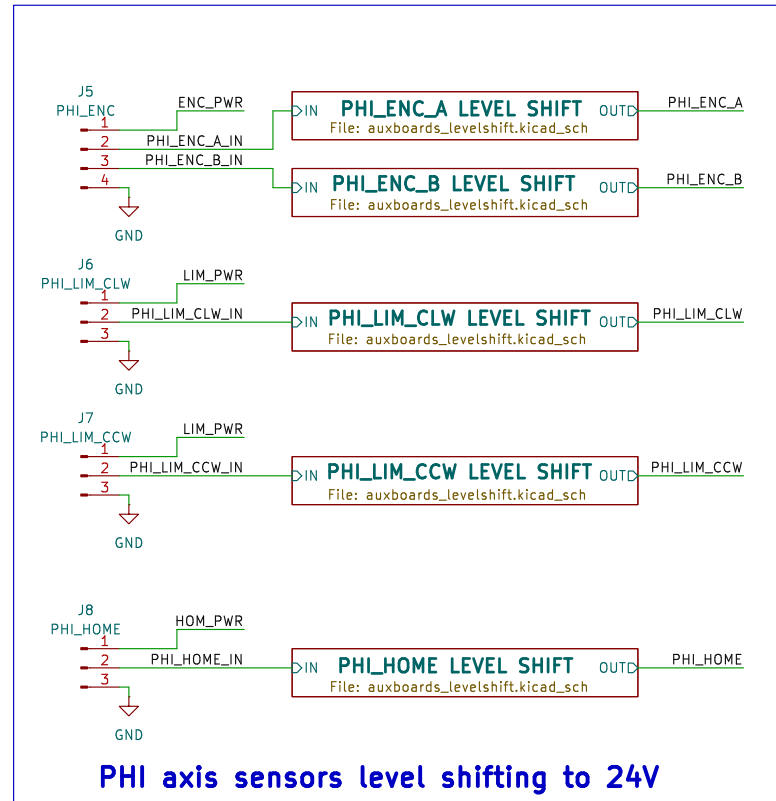 J5
PHI_ENC
1
2
3
4
ENC_PWR
PHI_ENC_A_IN
PHI_ENC_B_IN
GND
IN PHI_ENC_A LEVEL SHIFT OUT
File: auxboards_levelshift.kicad_sch
PHI_ENC_A
IN PHI_ENC_B LEVEL SHIFT OUT
File: auxboards_levelshift.kicad_sch
PHI_ENC_B
J6
PHI_LIM_CLW
1
2
3
LIM_PWR
PHI_LIM_CLW_IN
GND
IN PHI_LIM_CLW LEVEL SHIFT OUT
File: auxboards_levelshift.kicad_sch
PHI_LIM_CLW
J7
PHI_LIM_CCW
1
2
3
LIM_PWR
PHI_LIM_CCW_IN
GND
IN PHI_LIM_CCW LEVEL SHIFT OUT
File: auxboards_levelshift.kicad_sch
PHI_LIM_CCW
J8
PHI_HOME
1
2
3
HOM_PWR
PHI_HOME_IN
GND
IN PHI_HOME LEVEL SHIFT OUT
File: auxboards_levelshift.kicad_sch
PHI_HOME
PHI axis sensors level shifting to 24V